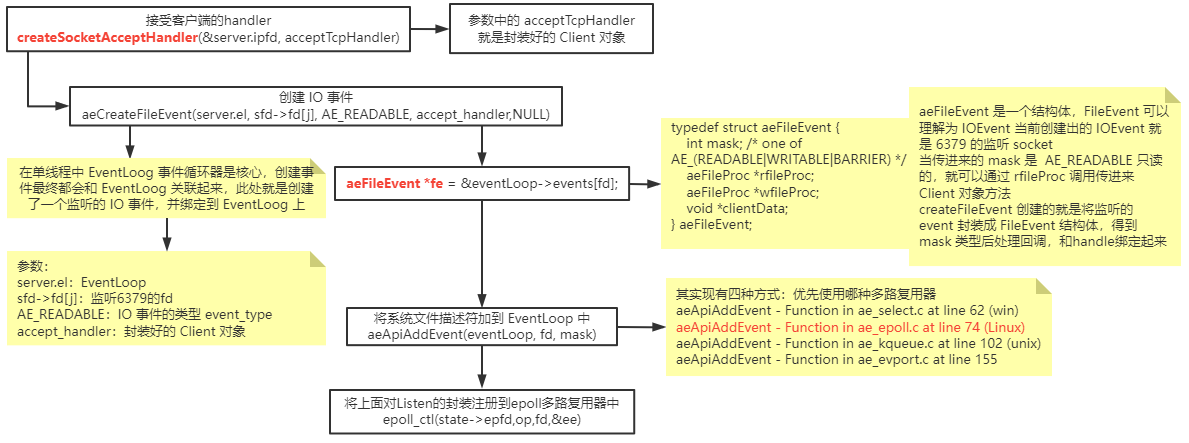 接受客户端的handler
createSocketAcceptHandler(&server.ipfd, acceptTcpHandler)
参数中的 acceptTcpHandler
就是封装好的 Client 对象
创建 IO 事件
aeCreateFileEvent(server.el, sfd->fd[j], AE_READABLE, accept_handler,NULL)
在单线程中 EventLoog 事件循环器是核心，创建事
件最终都会和 EventLoog 关联起来，此处就是创建
了一个监听的 IO 事件，并绑定到 EventLoog 上
aeFileEvent *fe = &eventLoop->events[fd];
typedef struct aeFileEvent {
int mask; /* one of
AE_(READABLE|WRITABLE|BARRIER) */
aeFileProc *rfileProc;
aeFileProc *wfileProc;
void *clientData;
} aeFileEvent;
aeFileEvent 是一个结构体，FileEvent 可以
理解为 IOEvent 当前创建出的 IOEvent 就
是 6379 的监听 socket
当传进来的 mask 是 AE_READABLE 只读
的，就可以通过 rfileProc 调用传进来
Client 对象方法
createFileEvent 创建的就是将监听的
event 封装成 FileEvent 结构体，得到
mask 类型后处理回调，和handle绑定起来
参数：
server.el：EventLoop
sfd->fd[j]：监听6379的fd
AE_READABLE：IO 事件的类型 event_type
accept_handler：封装好的 Client 对象
将系统文件描述符加到 EventLoop 中
aeApiAddEvent(eventLoop, fd, mask)
其实现有四种方式：优先使用哪种多路复用器
aeApiAddEvent - Function in ae_select.c at line 62 (win)
aeApiAddEvent - Function in ae_epoll.c at line 74 (Linux)
aeApiAddEvent - Function in ae_kqueue.c at line 102 (unix)
aeApiAddEvent - Function in ae_evport.c at line 155
将上面对Listen的封装注册到epoll多路复用器中
epoll_ctl(state->epfd,op,fd,&ee)